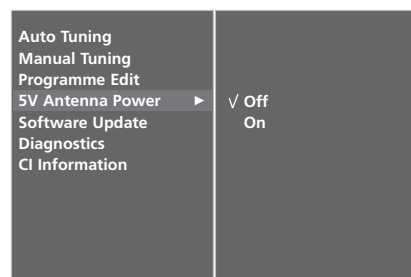 Auto Tuning
Manual Tuning
Programme Edit
5V Antenna Power ►
Software Update
Diagnostics
CI Information
√ Off
On